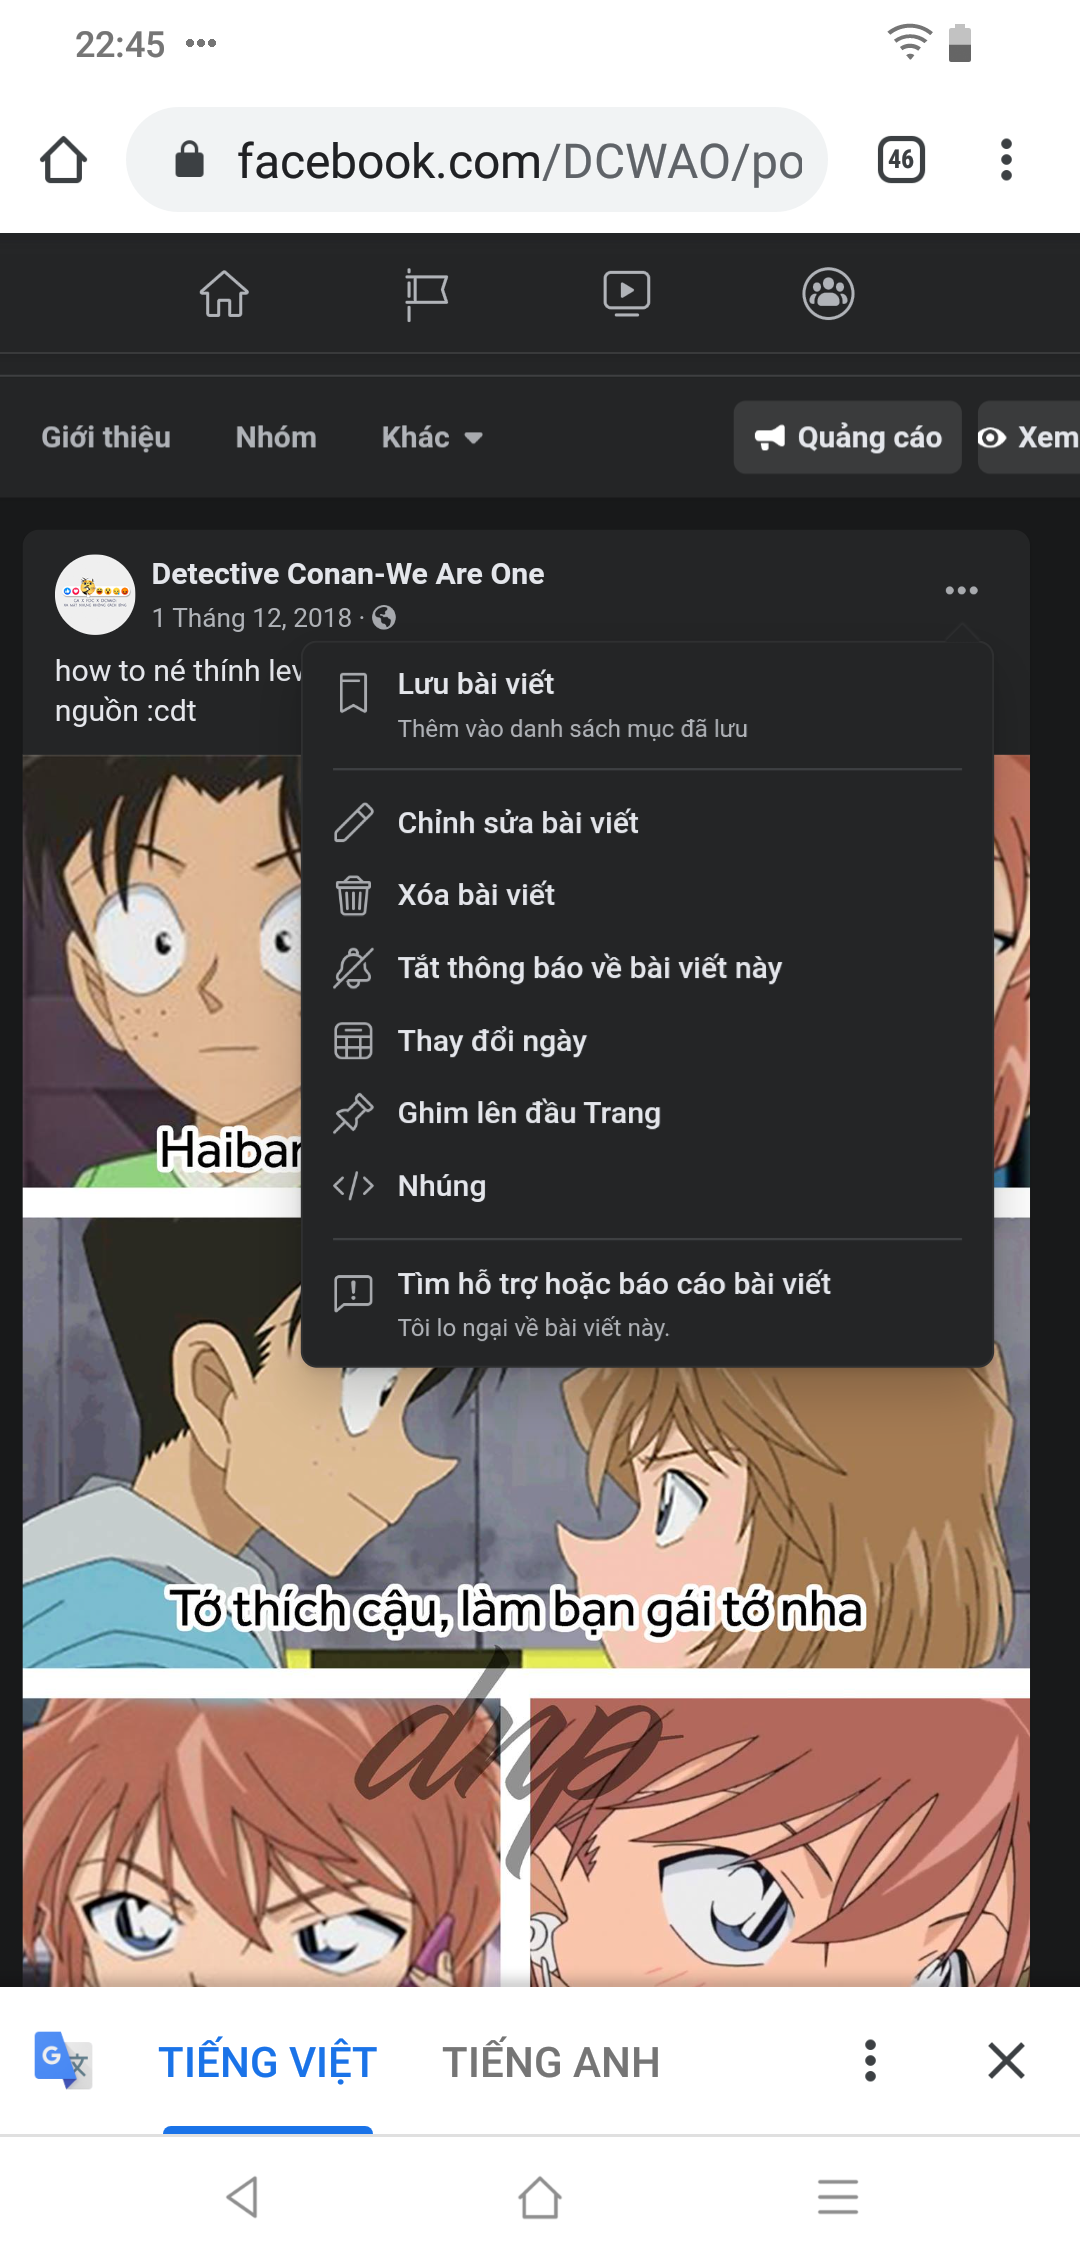 22:45
facebook.com/DCWAO/po
46
Giới thiệu Nhóm Khác Quảng cáo Xem
Detective Conan-We Are One
1 Tháng 12, 2018 ·
how to né thính lev
nguồn :cdt
Lưu bài viết
Thêm vào danh sách mục đã lưu
Chỉnh sửa bài viết
Xóa bài viết
Tắt thông báo về bài viết này
Thay đổi ngày
Ghim lên đầu Trang
Nhúng
Tìm hỗ trợ hoặc báo cáo bài viết
Tôi lo ngại về bài viết này.
Haibar
Tớ thích cậu, làm bạn gái tớ nha
dnp
TIẾNG VIỆT TIẾNG ANH